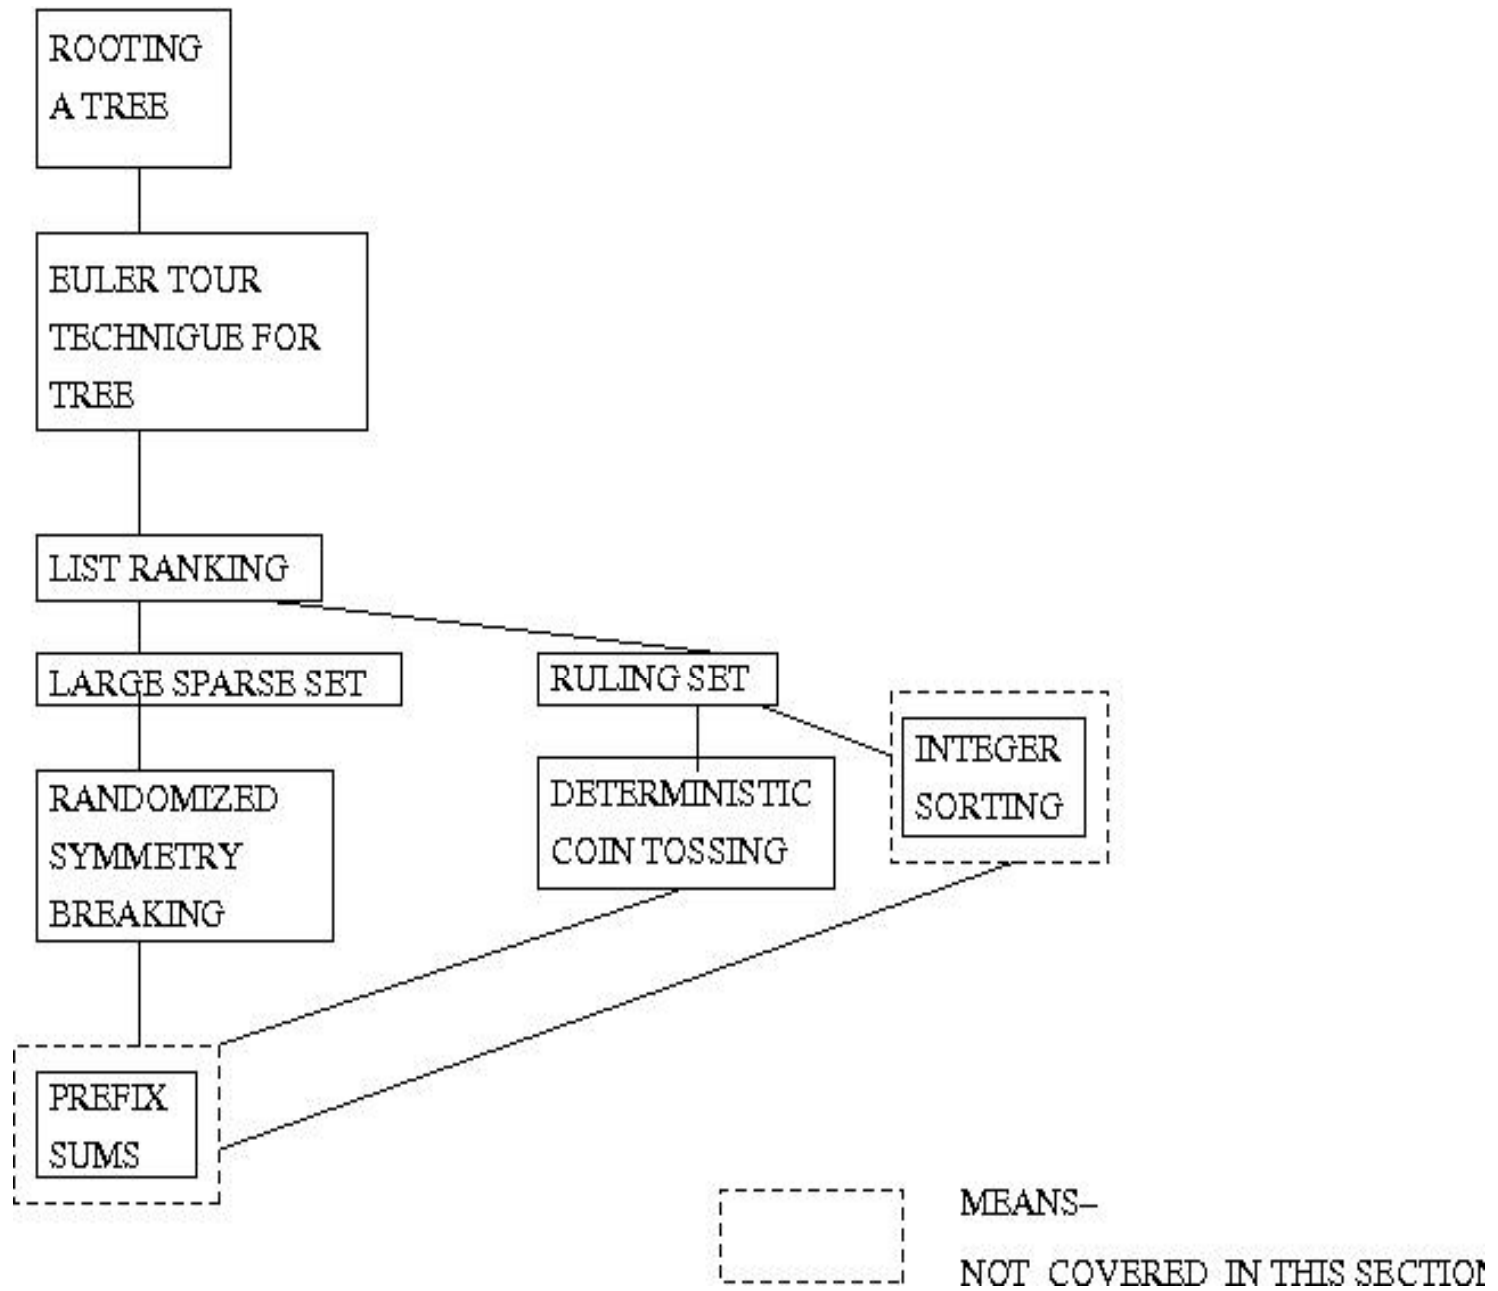 ROOTING
A TREE
EULER TOUR
TECHNIGUE FOR
TREE
LIST RANKING
LARGE SPARSE SET
RULING SET
INTEGER
SORTING
RANDOMIZED
SYMMETRY
BREAKING
DETERMINISTIC
COIN TOSSING
PREFIX
SUMS
MEANS–
NOT COVERED IN THIS SECTION